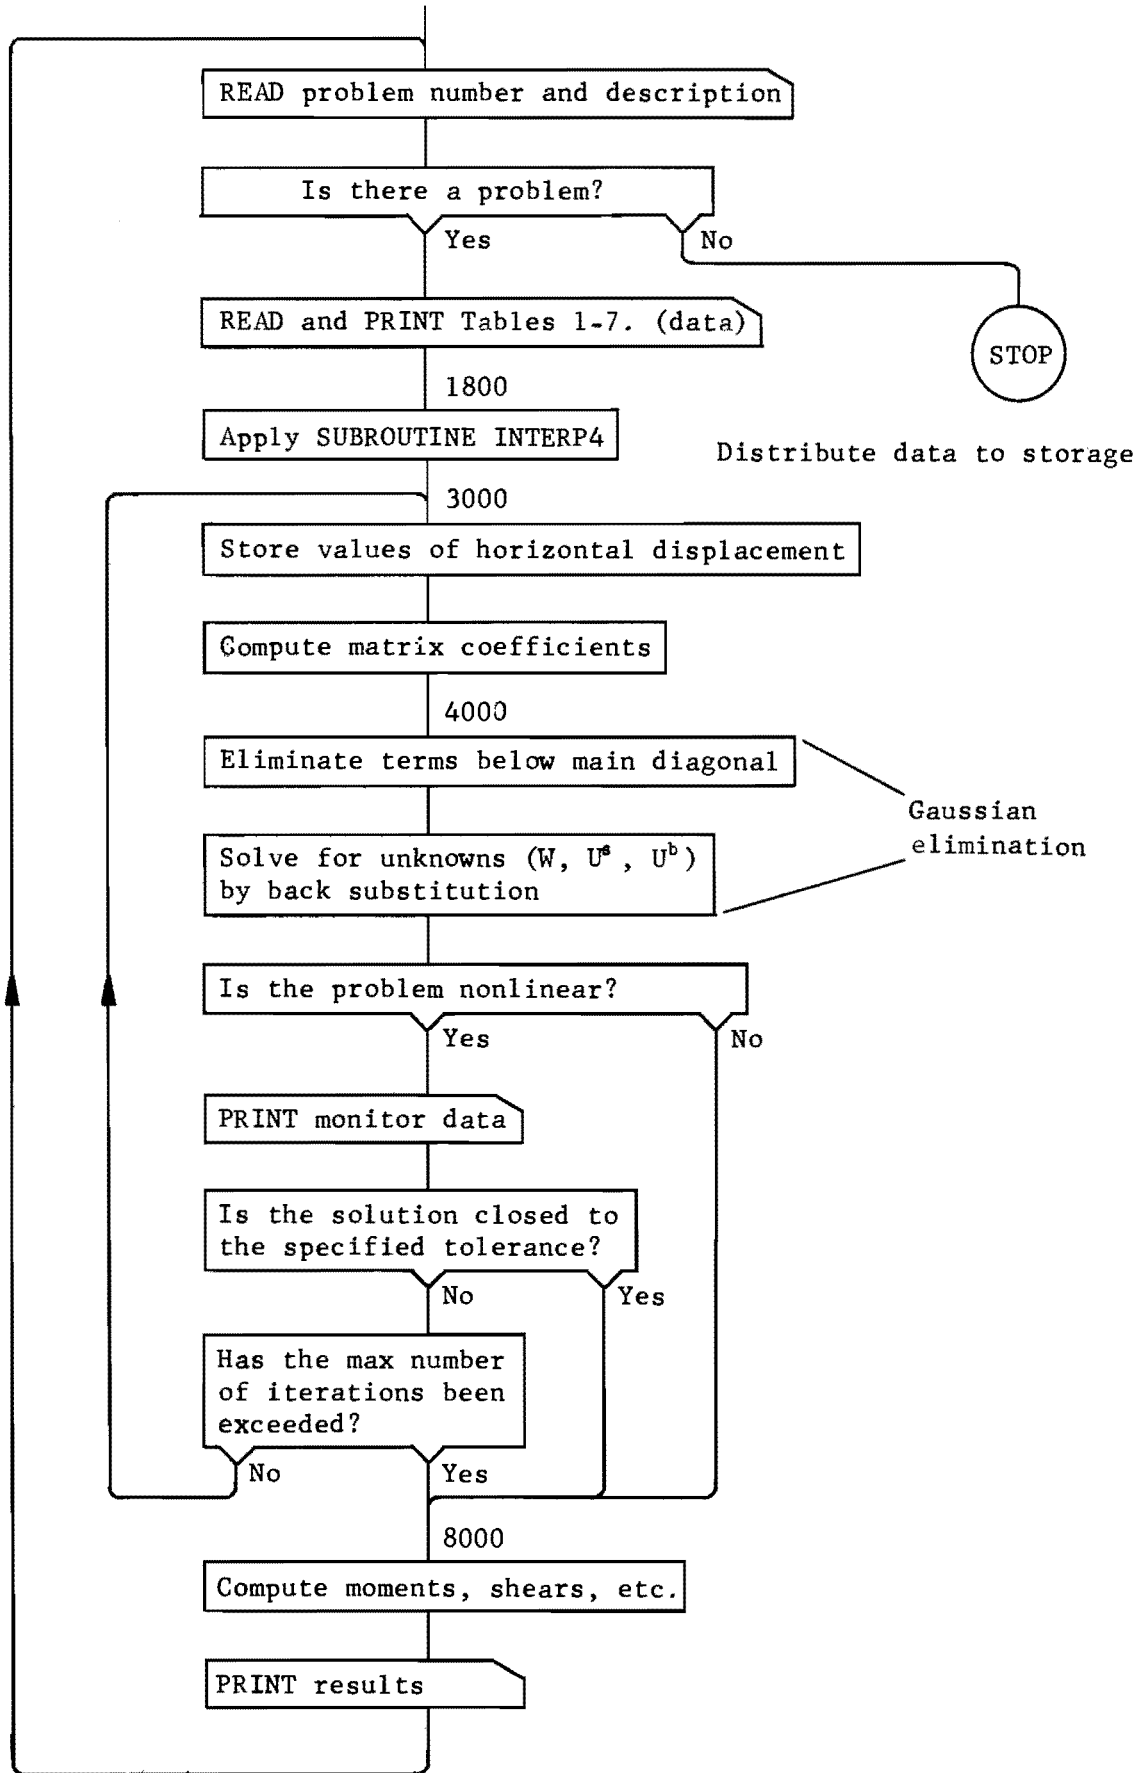 READ problem number and description
Is there a problem?
Yes
No
READ and PRINT Tables 1-7. (data)
STOP
1800
Apply SUBROUTINE INTERP4
Distribute data to storage
3000
Store values of horizontal displacement
Compute matrix coefficients
4000
Eliminate terms below main diagonal
Gaussian
elimination
Solve for unknowns (W, Uˢ, Uᵇ)
by back substitution
Is the problem nonlinear?
Yes
No
PRINT monitor data
Is the solution closed to
the specified tolerance?
No
Yes
Has the max number
of iterations been
exceeded?
No
Yes
8000
Compute moments, shears, etc.
PRINT results